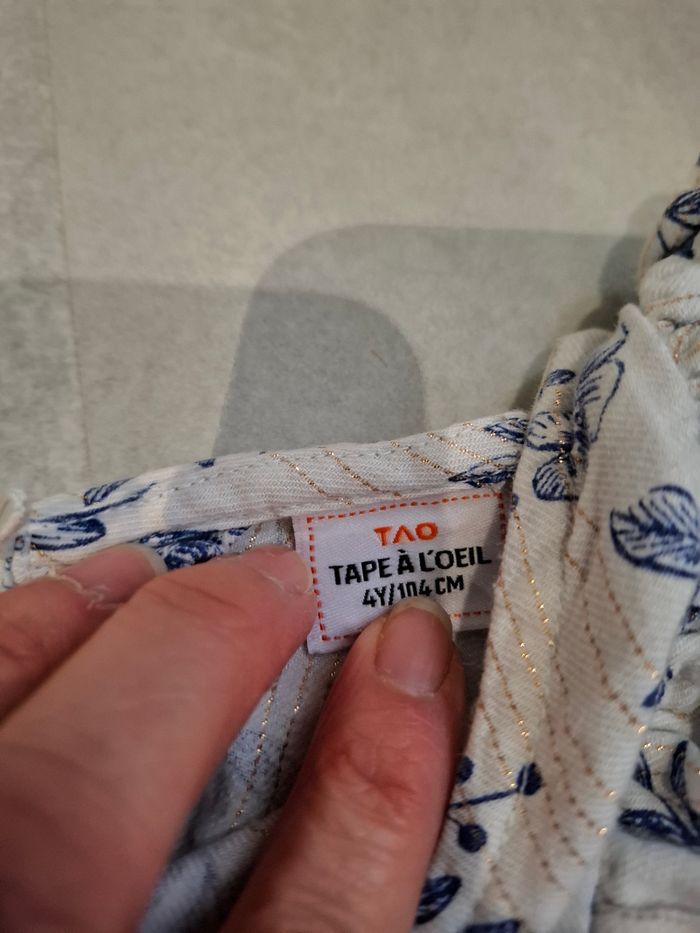 TAO
TAPE À L'OEIL
4Y/104 CM